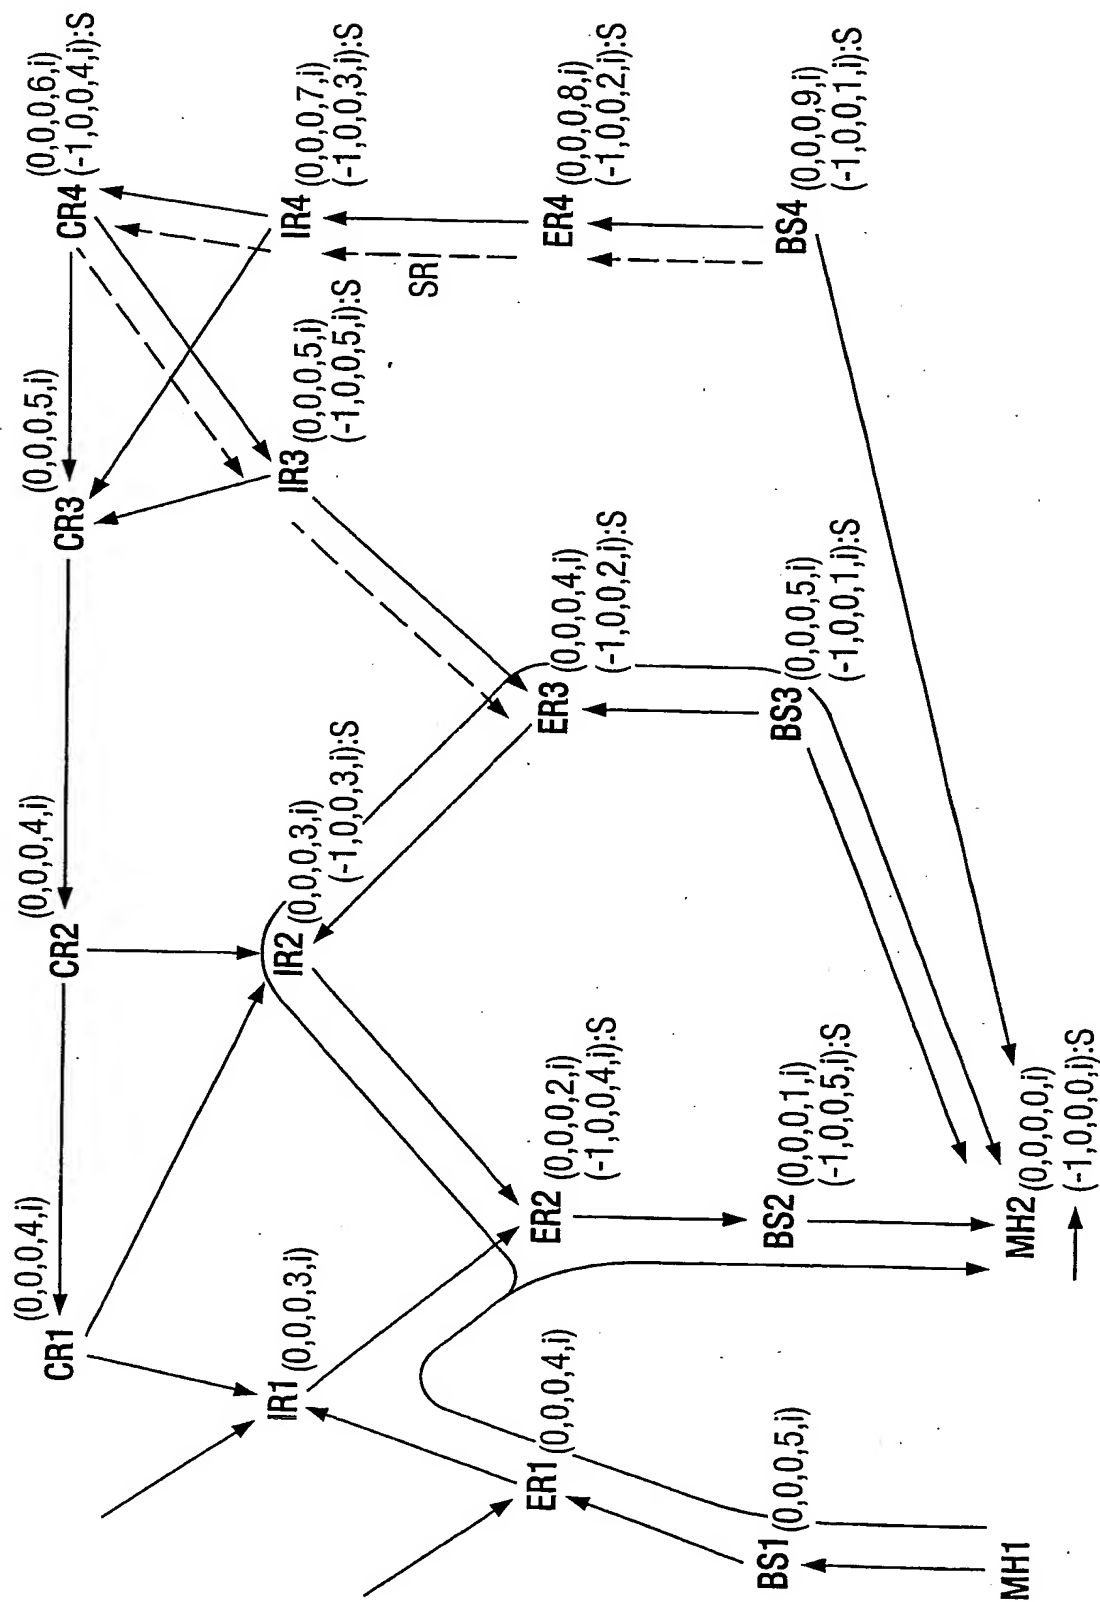 CR1
(0,0,0,4,i)
CR2
(0,0,0,4,i)
CR3
(0,0,0,5,i)
CR4
(0,0,0,6,i)
(-1,0,0,4,i):S
IR1
(0,0,0,3,i)
IR2
(0,0,0,3,i)
(-1,0,0,3,i):S
IR3
(0,0,0,5,i)
(-1,0,0,5,i):S
IR4
(0,0,0,7,i)
(-1,0,0,3,i):S
SRI
ER1
(0,0,0,4,i)
ER2
(0,0,0,2,i)
(-1,0,0,4,i):S
ER3
(0,0,0,4,i)
(-1,0,0,2,i):S
ER4
(0,0,0,8,i)
(-1,0,0,2,i):S
BS1
(0,0,0,5,i)
BS2
(0,0,0,1,i)
(-1,0,0,5,i):S
BS3
(0,0,0,5,i)
(-1,0,0,1,i):S
BS4
(0,0,0,9,i)
(-1,0,0,1,i):S
MH1
MH2
(0,0,0,0,i)
(-1,0,0,0,i):S